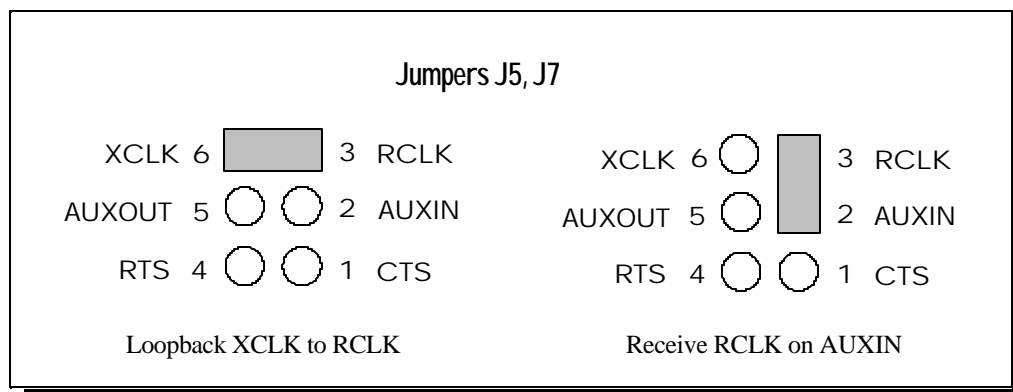 Jumpers J5, J7
XCLK 6 3 RCLK
AUXOUT 5 2 AUXIN
RTS 4 1 CTS
Loopback XCLK to RCLK
XCLK 6 3 RCLK
AUXOUT 5 2 AUXIN
RTS 4 1 CTS
Receive RCLK on AUXIN